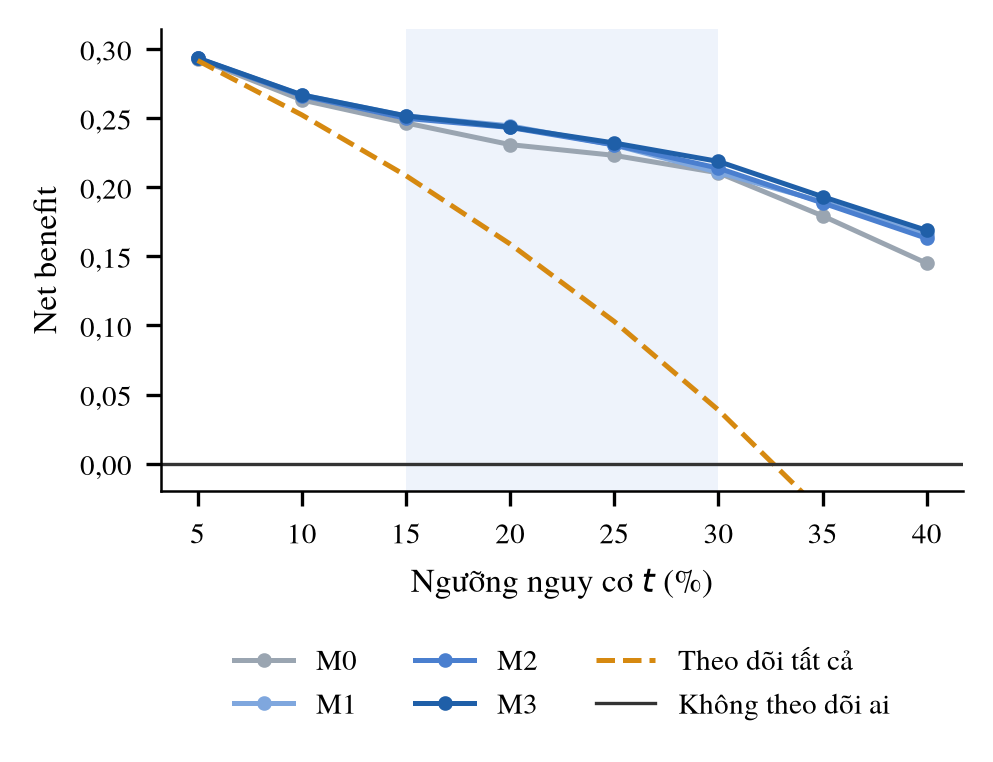 0,30
0,25
0,20
0,15
0,10
0,05
0,00
Net benefit
5 10 15 20 25 30 35 40
Ngưỡng nguy cơ t (%)
M0 M2 Theo dõi tất cả
M1 M3 Không theo dõi ai